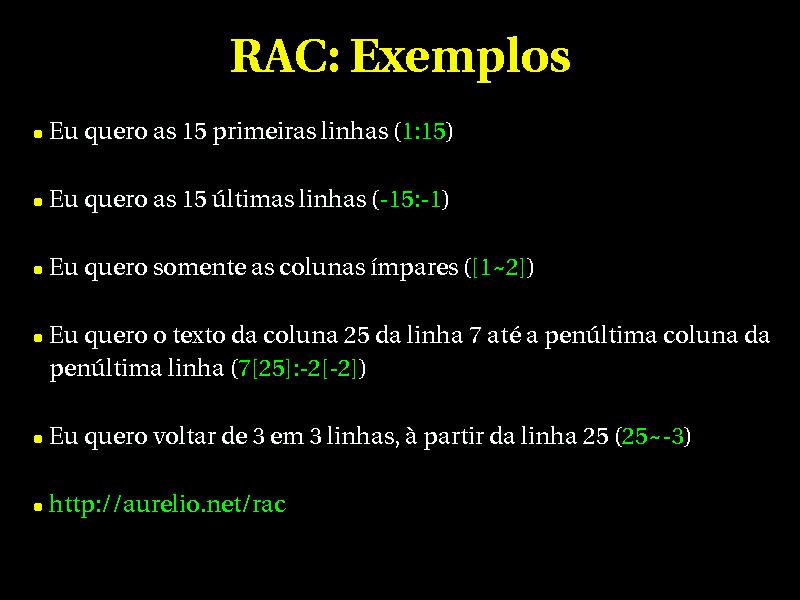 RAC: Exemplos
Eu quero as 15 primeiras linhas (1:15)
Eu quero as 15 últimas linhas (-15:-1)
Eu quero somente as colunas ímpares ([1~2])
Eu quero o texto da coluna 25 da linha 7 até a penúltima coluna da
penúltima linha (7[25]:-2[-2])
Eu quero voltar de 3 em 3 linhas, à partir da linha 25 (25~-3)
http://aurelio.net/rac